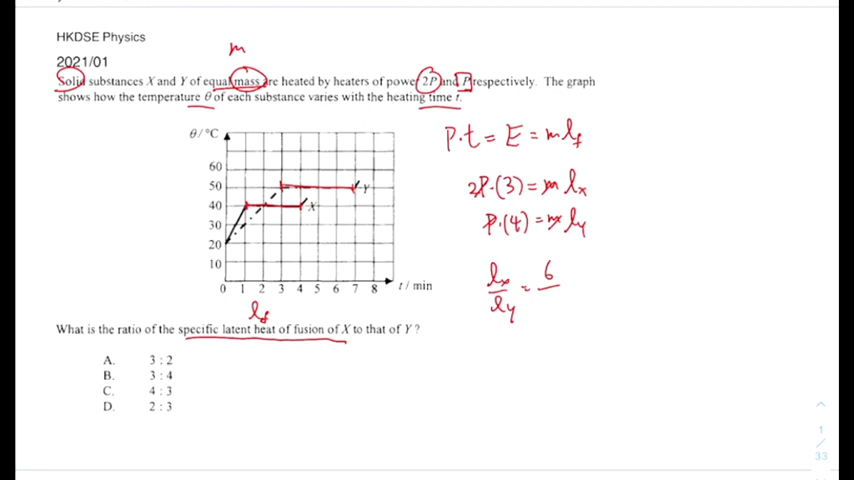 HKDSE Physics
m
2021/01
Solid substances X and Y of equal mass are heated by heaters of power 2P and P respectively. The graph
shows how the temperature θ of each substance varies with the heating time t.
θ/°C
60
50
40
30
20
10
0 1 2 3 4 5 6 7 8 t / min
Y
X
P·t = E = mlf
2P·(3) = m lx
P·(4) = m ly
lx/ly = 6/
lf
What is the ratio of the specific latent heat of fusion of X to that of Y?
A. 3 : 2
B. 3 : 4
C. 4 : 3
D. 2 : 3
1
/
33